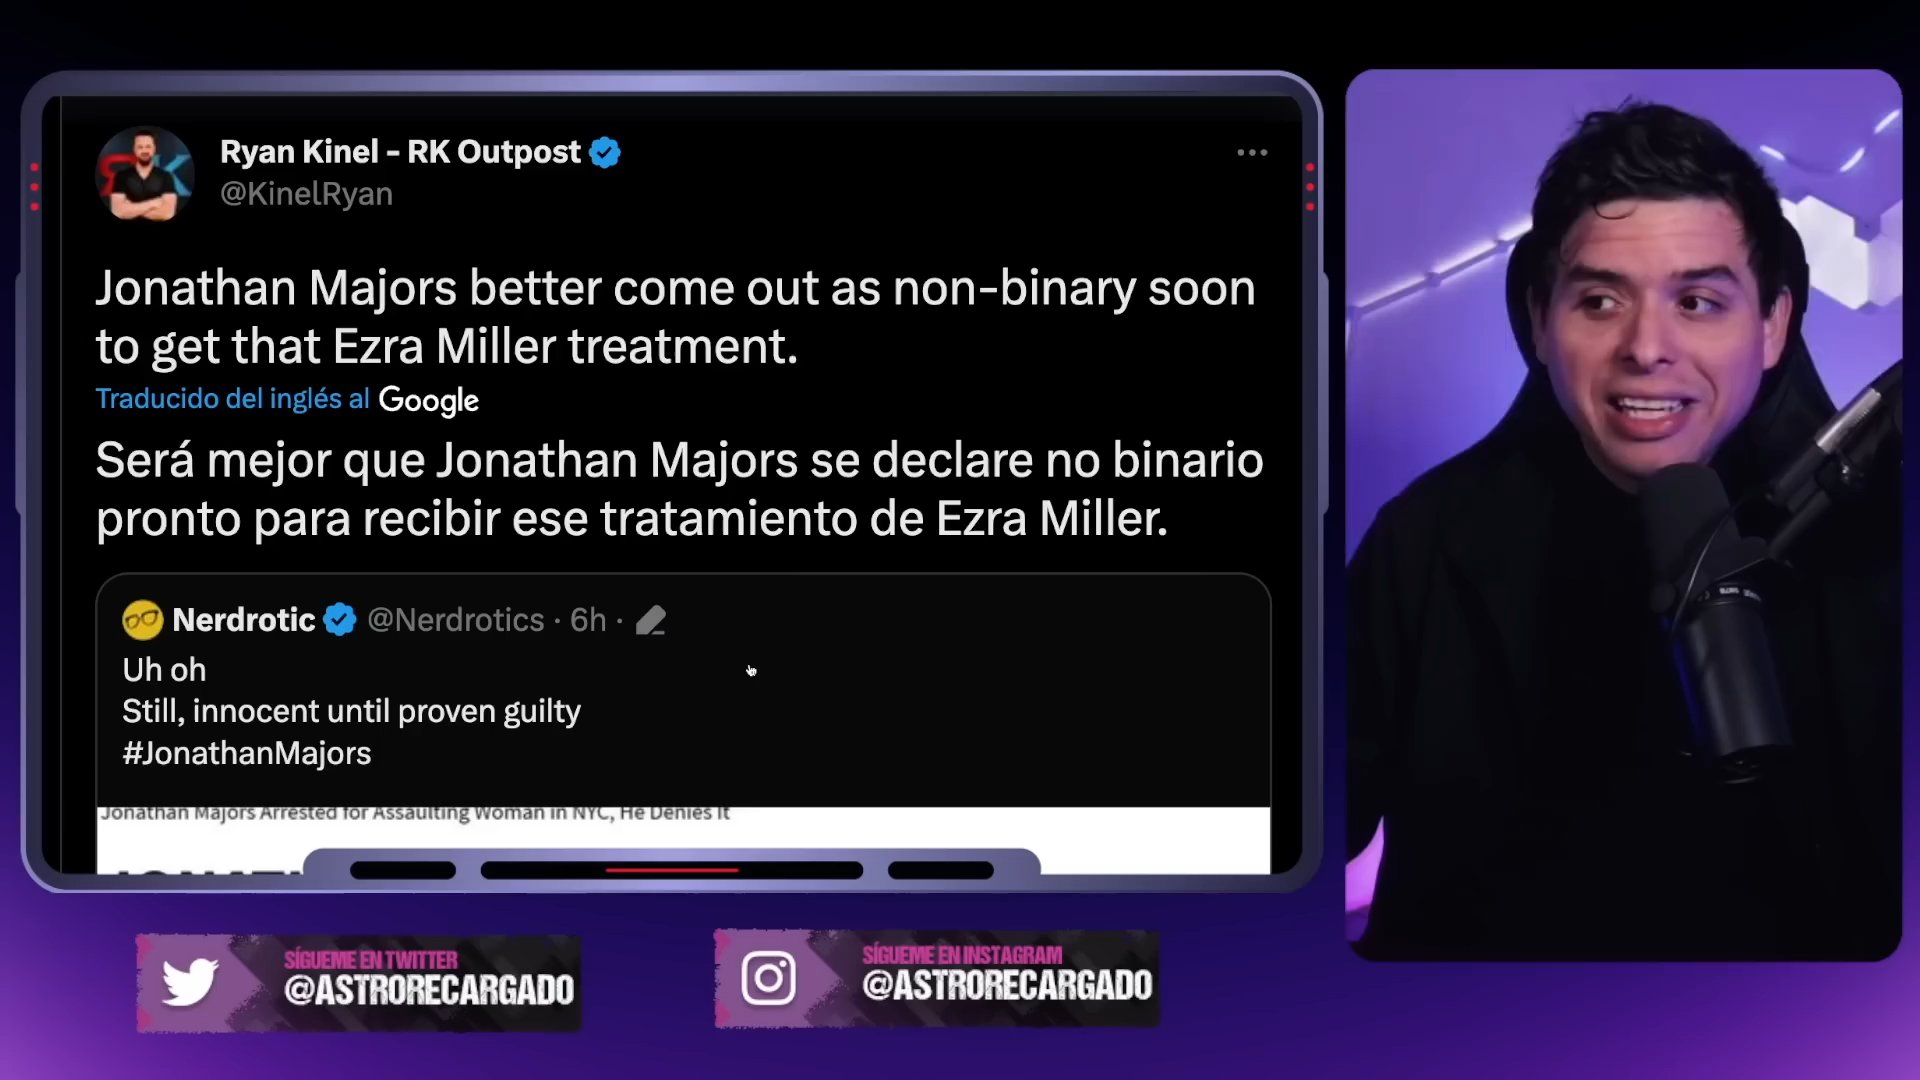 Ryan Kinel - RK Outpost
@KinelRyan
Jonathan Majors better come out as non-binary soon
to get that Ezra Miller treatment.
Traducido del inglés al Google
Será mejor que Jonathan Majors se declare no binario
pronto para recibir ese tratamiento de Ezra Miller.
Nerdrotic @Nerdrotics · 6h ·
Uh oh
Still, innocent until proven guilty
#JonathanMajors
Jonathan Majors Arrested for Assaulting Woman in NYC, He Denies It
SÍGUEME EN TWITTER
@ASTRORECARGADO
SÍGUEME EN INSTAGRAM
@ASTRORECARGADO